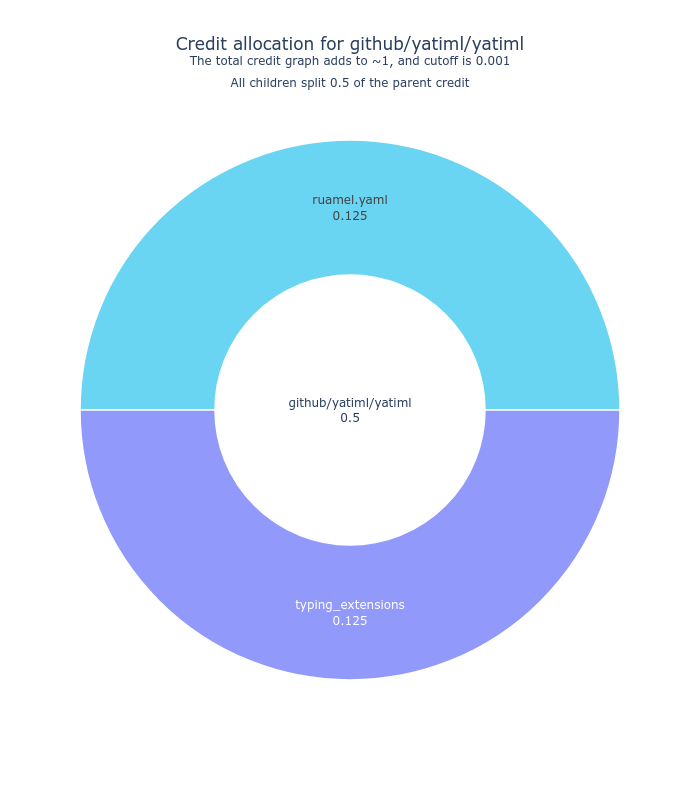 Credit allocation for github/yatiml/yatiml
The total credit graph adds to ~1, and cutoff is 0.001
All children split 0.5 of the parent credit
ruamel.yaml
0.125
github/yatiml/yatiml
0.5
typing_extensions
0.125